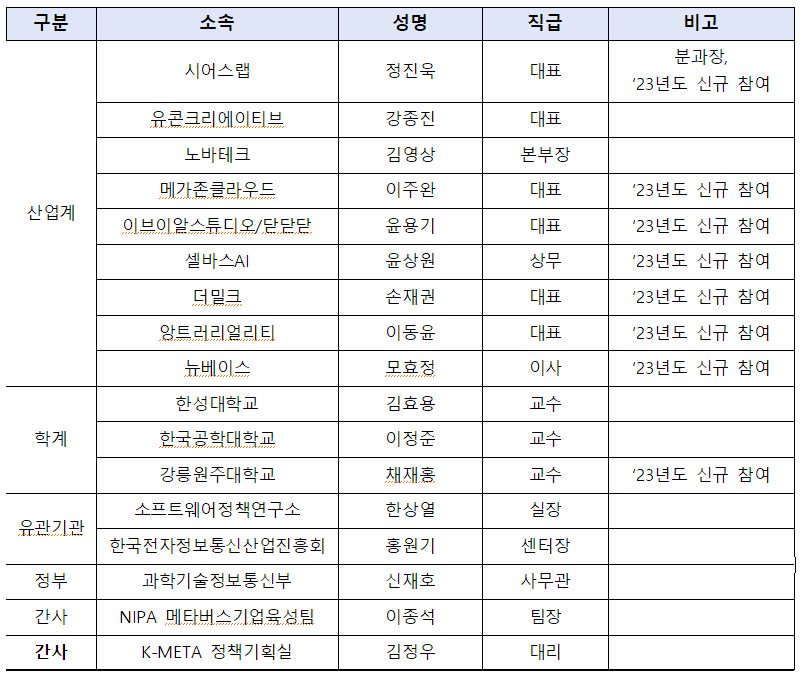 구분 소속 성명 직급 비고
산업계 시어스랩 정진욱 대표 분과장,
‘23년도 신규 참여
유콘크리에이티브 강종진 대표
노바테크 김영상 본부장
메가존클라우드 이주완 대표 ‘23년도 신규 참여
이브이알스튜디오/닫닫닫 윤용기 대표 ‘23년도 신규 참여
셀바스AI 윤상원 상무 ‘23년도 신규 참여
더밀크 손재권 대표 ‘23년도 신규 참여
앙트러리얼리티 이동윤 대표 ‘23년도 신규 참여
뉴베이스 모효정 이사 ‘23년도 신규 참여
학계 한성대학교 김효용 교수
한국공학대학교 이정준 교수
강릉원주대학교 채재홍 교수 ‘23년도 신규 참여
유관기관 소프트웨어정책연구소 한상열 실장
한국전자정보통신산업진흥회 홍원기 센터장
정부 과학기술정보통신부 신재호 사무관
간사 NIPA 메타버스기업육성팀 이종석 팀장
간사 K-META 정책기획실 김정우 대리